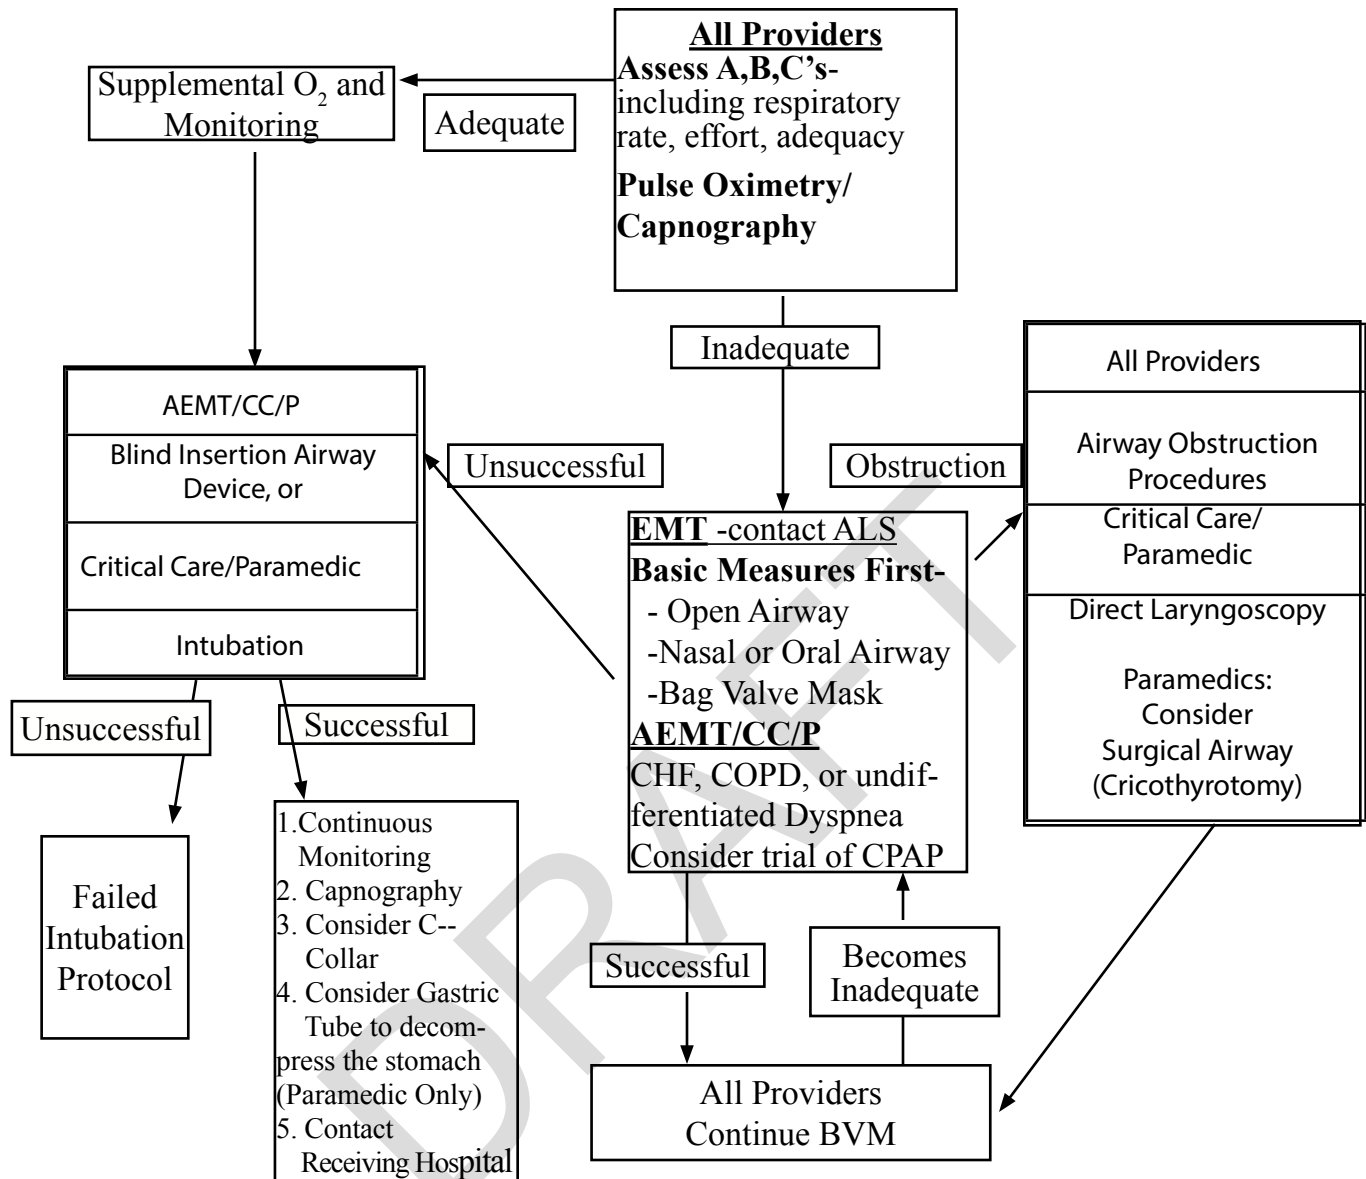 All Providers
Assess A,B,C’s-
including respiratory
rate, effort, adequacy
Pulse Oximetry/
Capnography
Adequate
Supplemental O2 and
Monitoring
Inadequate
AEMT/CC/P
Blind Insertion Airway
Device, or
Critical Care/Paramedic
Intubation
Unsuccessful
Obstruction
All Providers
Airway Obstruction
Procedures
Critical Care/
Paramedic
Direct Laryngoscopy
Paramedics:
Consider
Surgical Airway
(Cricothyrotomy)
EMT -contact ALS
Basic Measures First-
- Open Airway
-Nasal or Oral Airway
-Bag Valve Mask
AEMT/CC/P
CHF, COPD, or undif-
ferentiated Dyspnea
Consider trial of CPAP
Unsuccessful
Successful
Failed
Intubation
Protocol
1.Continuous
Monitoring
2. Capnography
3. Consider C--
Collar
4. Consider Gastric
Tube to decom-
press the stomach
(Paramedic Only)
5. Contact
Receiving Hospital
Successful
Becomes
Inadequate
All Providers
Continue BVM
DRAFT